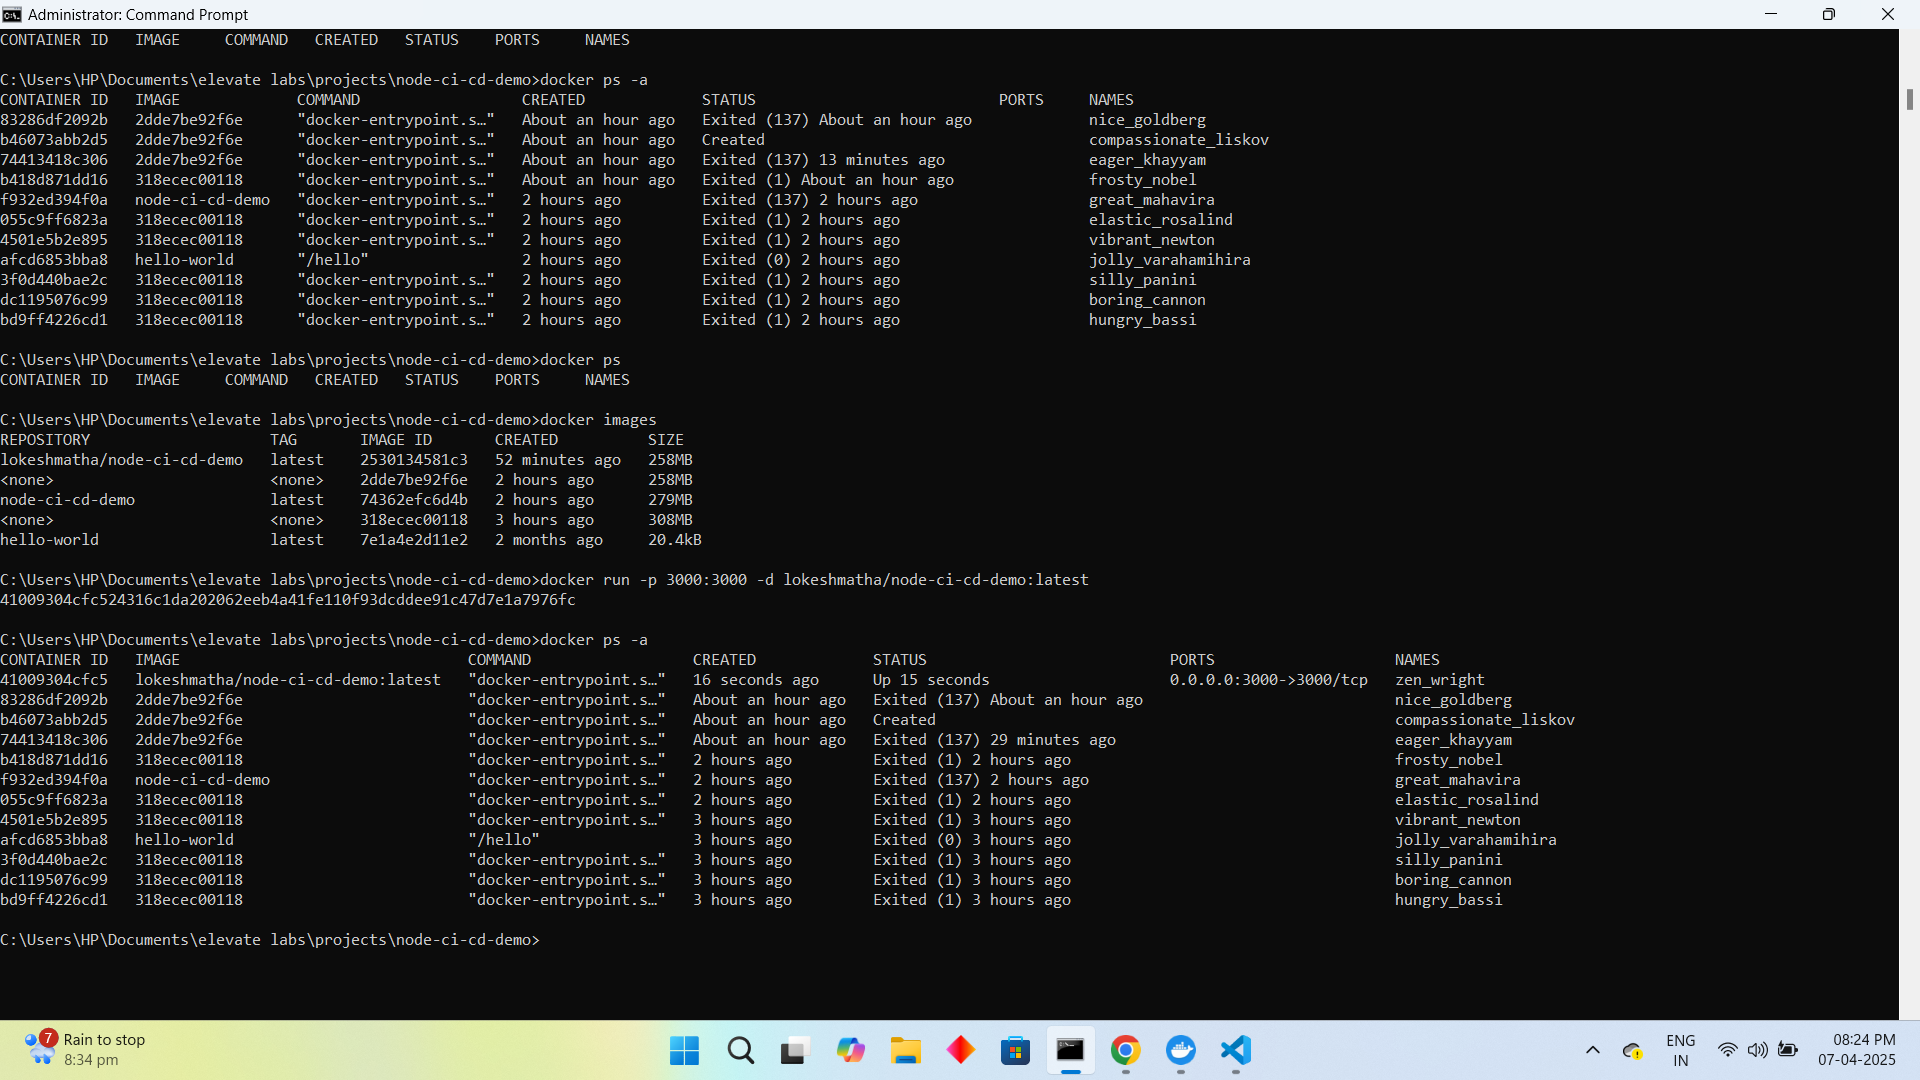 Administrator: Command Prompt
CONTAINER ID   IMAGE     COMMAND   CREATED   STATUS    PORTS     NAMES
C:\Users\HP\Documents\elevate labs\projects\node-ci-cd-demo>docker ps -a
CONTAINER ID   IMAGE             COMMAND                  CREATED             STATUS                           PORTS     NAMES
83286df2092b   2dde7be92f6e      "docker-entrypoint.s…"   About an hour ago   Exited (137) About an hour ago             nice_goldberg
b46073abb2d5   2dde7be92f6e      "docker-entrypoint.s…"   About an hour ago   Created                                    compassionate_liskov
74413418c306   2dde7be92f6e      "docker-entrypoint.s…"   About an hour ago   Exited (137) 13 minutes ago                eager_khayyam
b418d871dd16   318ecec00118      "docker-entrypoint.s…"   About an hour ago   Exited (1) About an hour ago               frosty_nobel
f932ed394f0a   node-ci-cd-demo   "docker-entrypoint.s…"   2 hours ago         Exited (137) 2 hours ago                   great_mahavira
055c9ff6823a   318ecec00118      "docker-entrypoint.s…"   2 hours ago         Exited (1) 2 hours ago                     elastic_rosalind
4501e5b2e895   318ecec00118      "docker-entrypoint.s…"   2 hours ago         Exited (1) 2 hours ago                     vibrant_newton
afcd6853bba8   hello-world       "/hello"                 2 hours ago         Exited (0) 2 hours ago                     jolly_varahamihira
3f0d440bae2c   318ecec00118      "docker-entrypoint.s…"   2 hours ago         Exited (1) 2 hours ago                     silly_panini
dc1195076c99   318ecec00118      "docker-entrypoint.s…"   2 hours ago         Exited (1) 2 hours ago                     boring_cannon
bd9ff4226cd1   318ecec00118      "docker-entrypoint.s…"   2 hours ago         Exited (1) 2 hours ago                     hungry_bassi
C:\Users\HP\Documents\elevate labs\projects\node-ci-cd-demo>docker ps
CONTAINER ID   IMAGE     COMMAND   CREATED   STATUS    PORTS     NAMES
C:\Users\HP\Documents\elevate labs\projects\node-ci-cd-demo>docker images
REPOSITORY                    TAG       IMAGE ID       CREATED          SIZE
lokeshmatha/node-ci-cd-demo   latest    2530134581c3   52 minutes ago   258MB
<none>                        <none>    2dde7be92f6e   2 hours ago      258MB
node-ci-cd-demo               latest    74362efc6d4b   2 hours ago      279MB
<none>                        <none>    318ecec00118   3 hours ago      308MB
hello-world                   latest    7e1a4e2d11e2   2 months ago     20.4kB
C:\Users\HP\Documents\elevate labs\projects\node-ci-cd-demo>docker run -p 3000:3000 -d lokeshmatha/node-ci-cd-demo:latest
41009304cfc524316c1da202062eeb4a41fe110f93dcddee91c47d7e1a7976fc
C:\Users\HP\Documents\elevate labs\projects\node-ci-cd-demo>docker ps -a
CONTAINER ID   IMAGE                                COMMAND                  CREATED             STATUS                           PORTS                    NAMES
41009304cfc5   lokeshmatha/node-ci-cd-demo:latest   "docker-entrypoint.s…"   16 seconds ago      Up 15 seconds                    0.0.0.0:3000->3000/tcp   zen_wright
83286df2092b   2dde7be92f6e                         "docker-entrypoint.s…"   About an hour ago   Exited (137) About an hour ago                            nice_goldberg
b46073abb2d5   2dde7be92f6e                         "docker-entrypoint.s…"   About an hour ago   Created                                                   compassionate_liskov
74413418c306   2dde7be92f6e                         "docker-entrypoint.s…"   About an hour ago   Exited (137) 29 minutes ago                               eager_khayyam
b418d871dd16   318ecec00118                         "docker-entrypoint.s…"   2 hours ago         Exited (1) 2 hours ago                                    frosty_nobel
f932ed394f0a   node-ci-cd-demo                      "docker-entrypoint.s…"   2 hours ago         Exited (137) 2 hours ago                                  great_mahavira
055c9ff6823a   318ecec00118                         "docker-entrypoint.s…"   2 hours ago         Exited (1) 2 hours ago                                    elastic_rosalind
4501e5b2e895   318ecec00118                         "docker-entrypoint.s…"   3 hours ago         Exited (1) 3 hours ago                                    vibrant_newton
afcd6853bba8   hello-world                          "/hello"                 3 hours ago         Exited (0) 3 hours ago                                    jolly_varahamihira
3f0d440bae2c   318ecec00118                         "docker-entrypoint.s…"   3 hours ago         Exited (1) 3 hours ago                                    silly_panini
dc1195076c99   318ecec00118                         "docker-entrypoint.s…"   3 hours ago         Exited (1) 3 hours ago                                    boring_cannon
bd9ff4226cd1   318ecec00118                         "docker-entrypoint.s…"   3 hours ago         Exited (1) 3 hours ago                                    hungry_bassi
C:\Users\HP\Documents\elevate labs\projects\node-ci-cd-demo>
7
Rain to stop
8:34 pm
ENG
IN
08:24 PM
07-04-2025